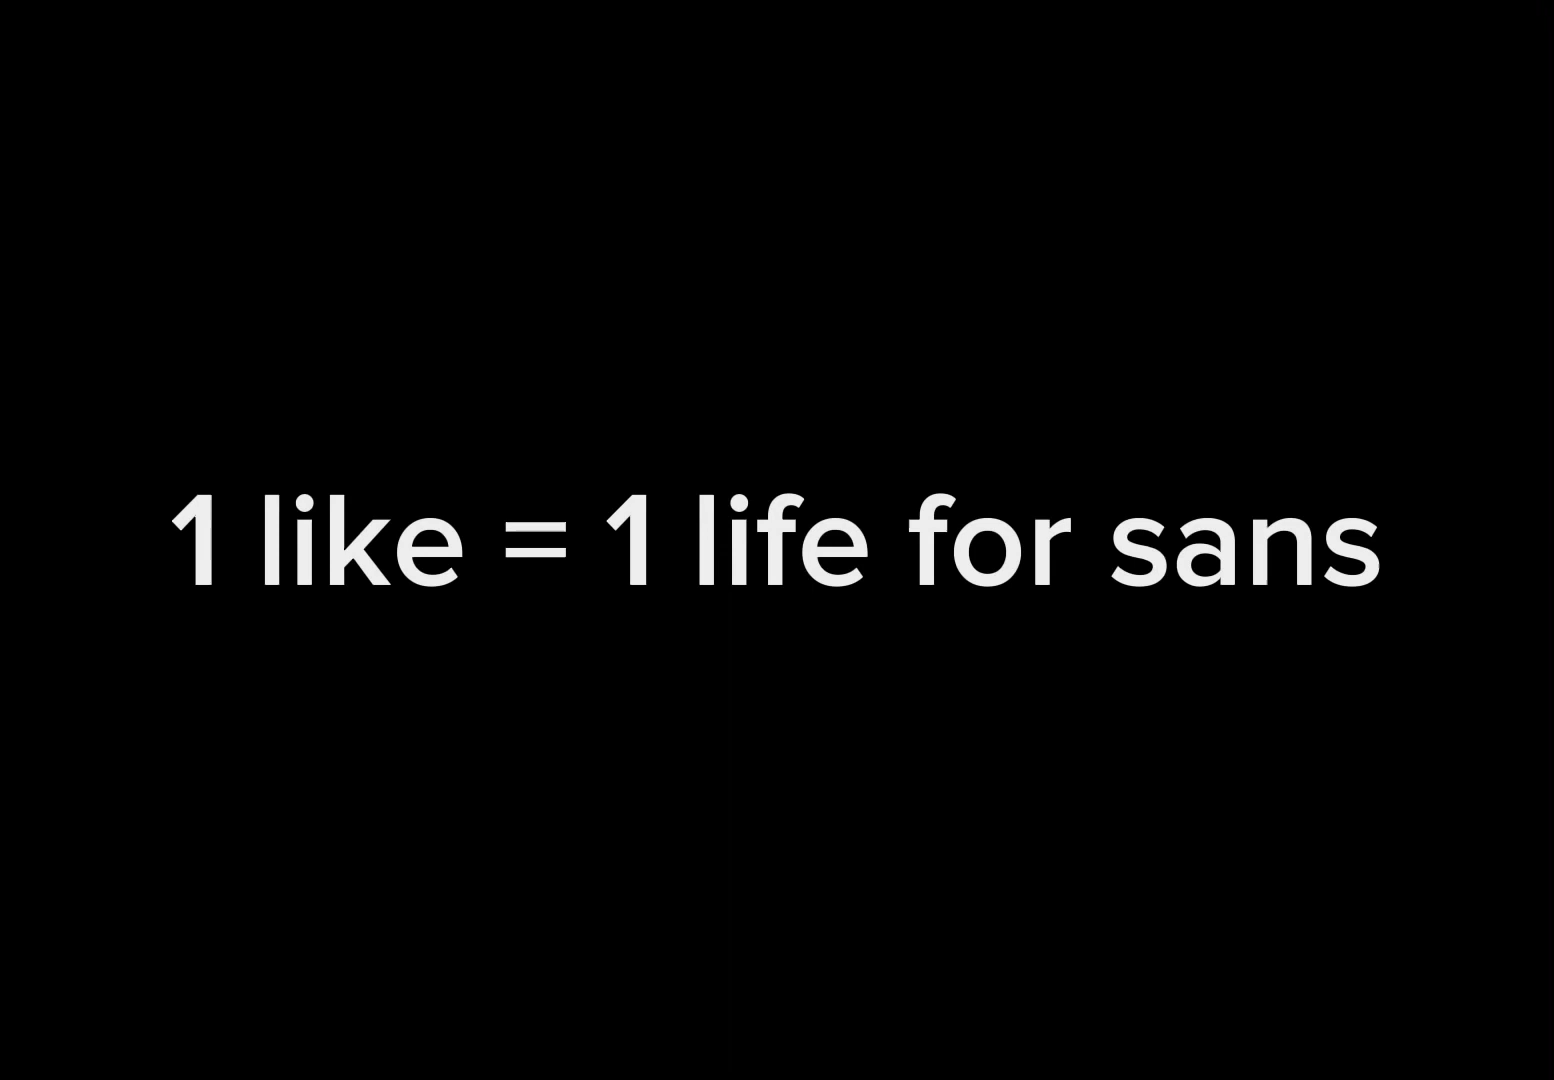 1 like = 1 life for sans